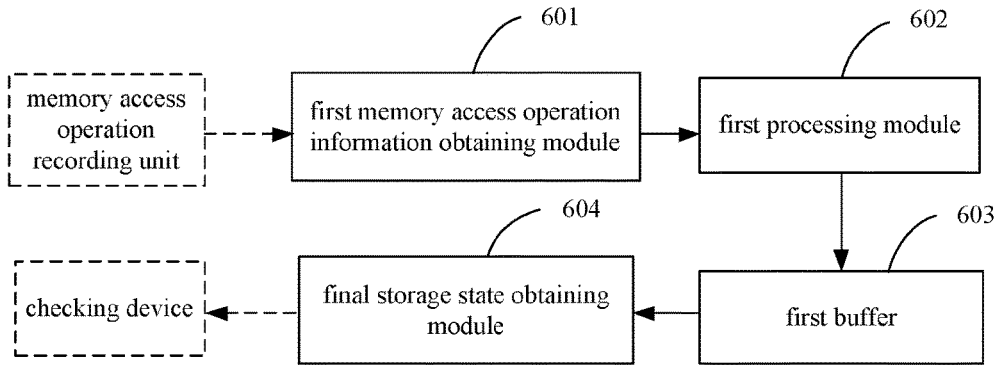 601
602
memory access
operation
recording unit
first memory access operation
information obtaining module
first processing module
604
603
checking device
final storage state obtaining
module
first buffer